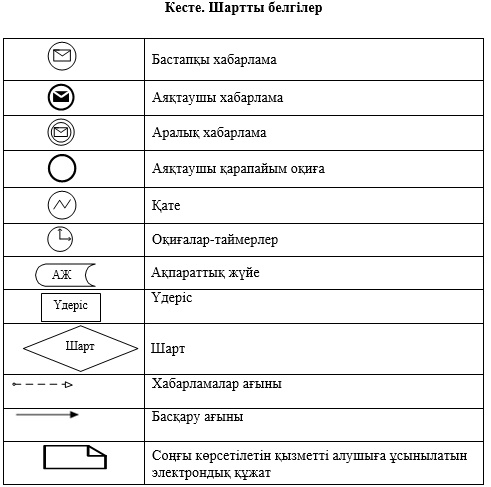 Кесте. Шартты белгілер
Бастапқы хабарлама
Аяқтаушы хабарлама
Аралық хабарлама
Аяқтаушы қарапайым оқиға
Қате
Оқиғалар-таймерлер
АЖ
Ақпараттық жүйе
Үдеріс
Үдеріс
Шарт
Шарт
Хабарламалар ағыны
Басқару ағыны
Соңғы көрсетілетін қызметті алушыға ұсынылатын
электрондық құжат